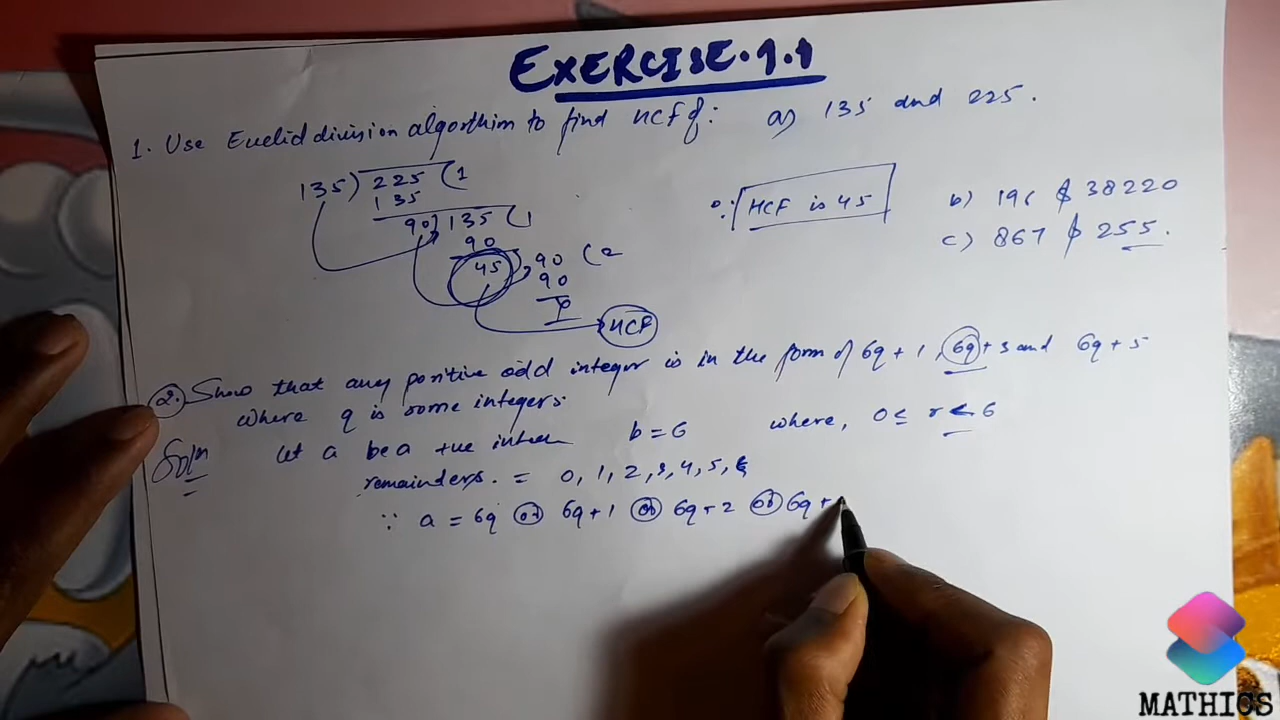 EXERCISE.1.1
1. Use Euclid division algorthim to find HCF of: a) 135 and 225.
135) 225 (1
135
90) 135 (1
90
45) 90 (2
90
0
HCF
∴ HCF is 45
b) 196 & 38220
c) 867 & 255.
2. Show that any positive odd integer is in the form of 6q + 1, 6q + 3 and 6q + 5
where q is some integers.
Soln let a be a +ve b = 6 where, 0 ≤ r < 6
remainders. = 0, 1, 2, 3, 4, 5,
∵ a = 6q or 6q + 1 or 6q + 2 or 6q +
MATHIOS